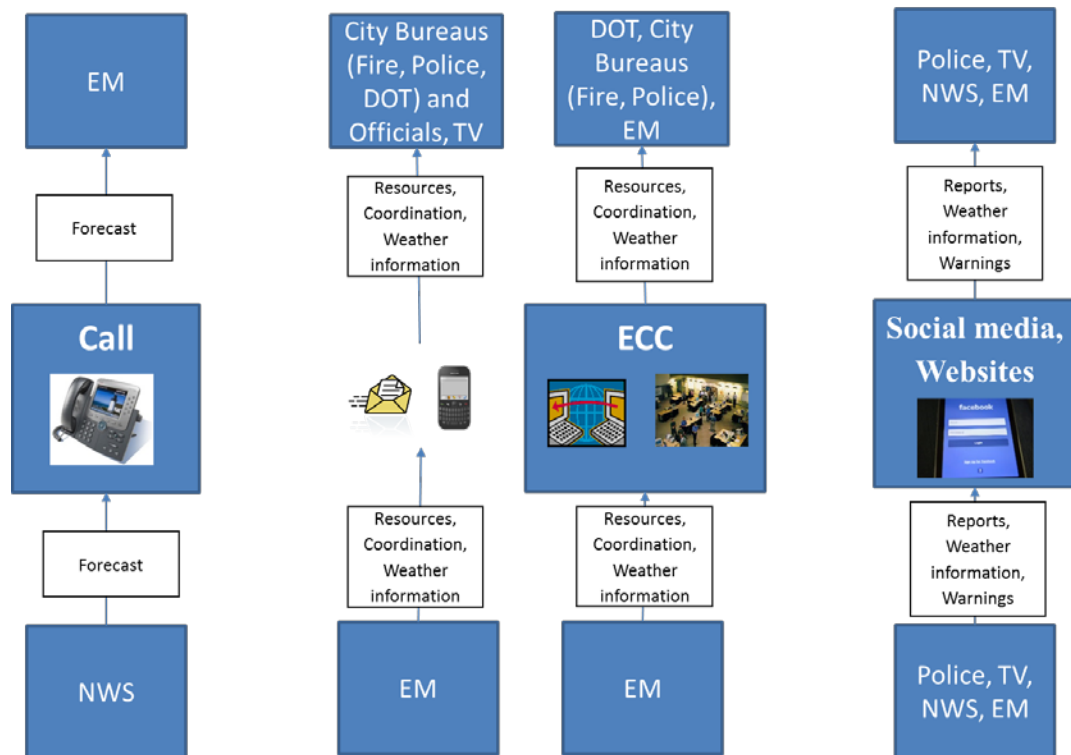 EM
City Bureaus
(Fire, Police,
DOT) and
Officials, TV
DOT, City
Bureaus
(Fire, Police),
EM
Police, TV,
NWS, EM
Forecast
Resources,
Coordination,
Weather
information
Resources,
Coordination,
Weather
information
Reports,
Weather
information,
Warnings
Call
ECC
Social media,
Websites
facebook
Forecast
Resources,
Coordination,
Weather
information
Resources,
Coordination,
Weather
information
Reports,
Weather
information,
Warnings
NWS
EM
EM
Police, TV,
NWS, EM